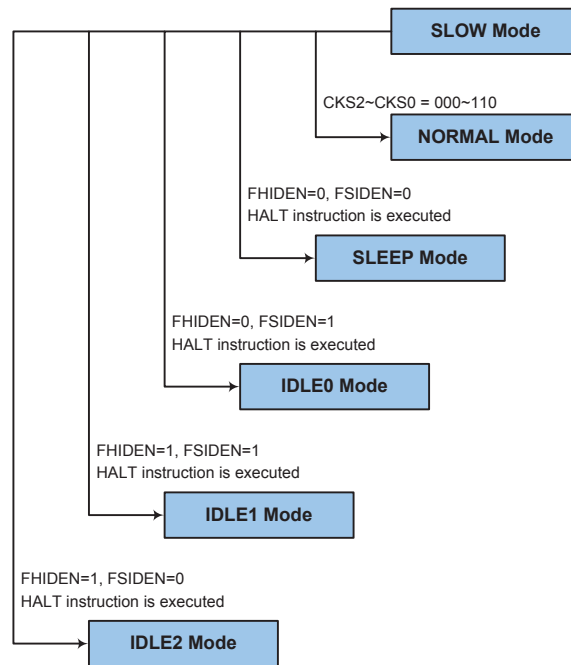 SLOW Mode
CKS2~CKS0 = 000~110
NORMAL Mode
FHIDEN=0, FSIDEN=0
HALT instruction is executed
SLEEP Mode
FHIDEN=0, FSIDEN=1
HALT instruction is executed
IDLE0 Mode
FHIDEN=1, FSIDEN=1
HALT instruction is executed
IDLE1 Mode
FHIDEN=1, FSIDEN=0
HALT instruction is executed
IDLE2 Mode